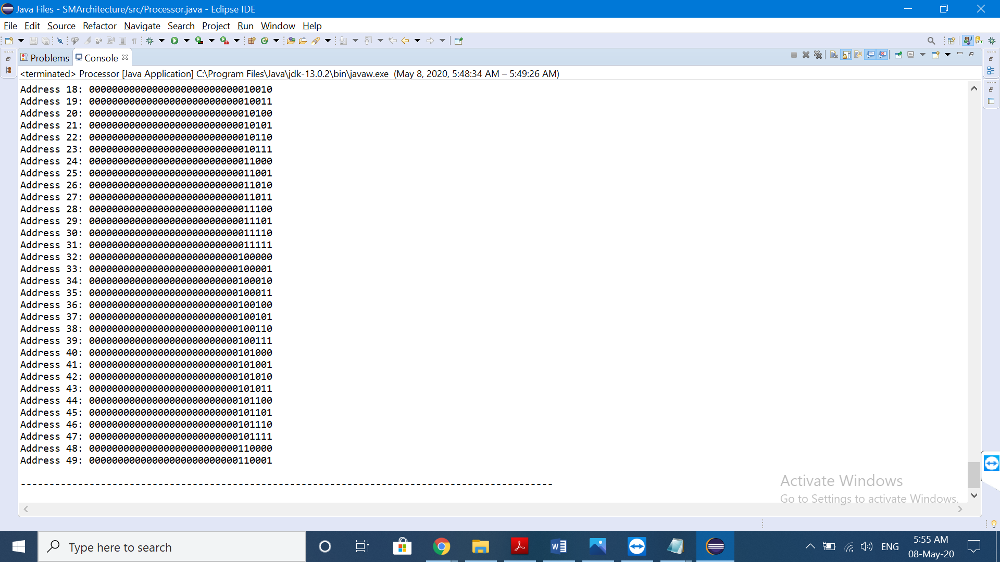 Java Files - SMArchitecture/src/Processor.java - Eclipse IDE
File Edit Source Refactor Navigate Search Project Run Window Help
Problems Console
<terminated> Processor [Java Application] C:\Program Files\Java\jdk-13.0.2\bin\javaw.exe (May 8, 2020, 5:48:34 AM – 5:49:26 AM)
Address 18: 00000000000000000000000000010010
Address 19: 00000000000000000000000000010011
Address 20: 00000000000000000000000000010100
Address 21: 00000000000000000000000000010101
Address 22: 00000000000000000000000000010110
Address 23: 00000000000000000000000000010111
Address 24: 00000000000000000000000000011000
Address 25: 00000000000000000000000000011001
Address 26: 00000000000000000000000000011010
Address 27: 00000000000000000000000000011011
Address 28: 00000000000000000000000000011100
Address 29: 00000000000000000000000000011101
Address 30: 00000000000000000000000000011110
Address 31: 00000000000000000000000000011111
Address 32: 00000000000000000000000000100000
Address 33: 00000000000000000000000000100001
Address 34: 00000000000000000000000000100010
Address 35: 00000000000000000000000000100011
Address 36: 00000000000000000000000000100100
Address 37: 00000000000000000000000000100101
Address 38: 00000000000000000000000000100110
Address 39: 00000000000000000000000000100111
Address 40: 00000000000000000000000000101000
Address 41: 00000000000000000000000000101001
Address 42: 00000000000000000000000000101010
Address 43: 00000000000000000000000000101011
Address 44: 00000000000000000000000000101100
Address 45: 00000000000000000000000000101101
Address 46: 00000000000000000000000000101110
Address 47: 00000000000000000000000000101111
Address 48: 00000000000000000000000000110000
Address 49: 00000000000000000000000000110001
---------------------------------------------------------------------------------------------
Activate Windows
Go to Settings to activate Windows.
Type here to search
ENG
5:55 AM
08-May-20